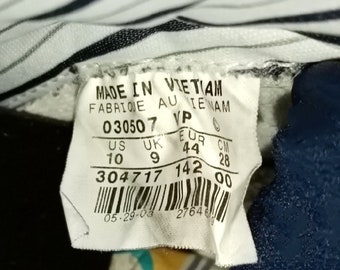 MADE IN VIETNAM
FABRIQUE AU VIETNAM
030507 VP
US UK EUR CM
10 9 44 28
304717 142 00
05-29-03